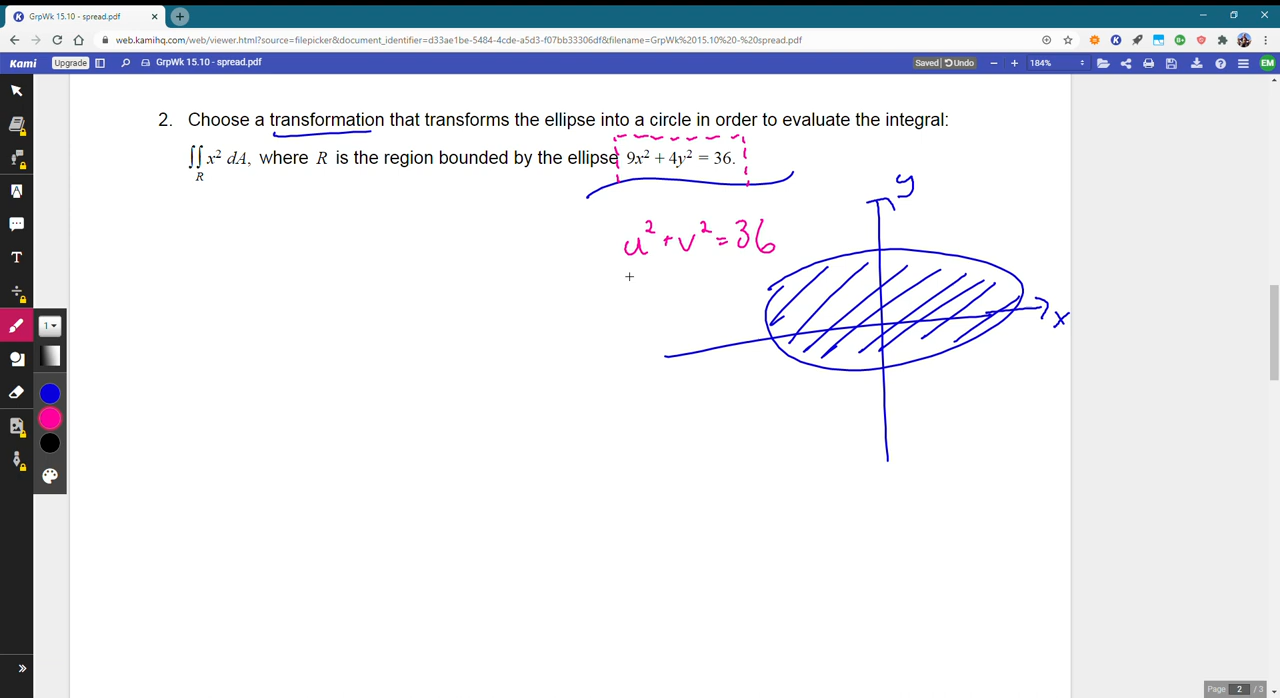 GrpWk 15.10 - spread.pdf
web.kamihq.com/web/viewer.html?source=filepicker&document_identifier=d33ae1be-5484-4cde-a5d3-f07bb33306df&filename=GrpWk%2015.10%20-%20spread.pdf
Kami Upgrade GrpWk 15.10 - spread.pdf Saved Undo 184% EM
2. Choose a transformation that transforms the ellipse into a circle in order to evaluate the integral:
∬_R x² dA, where R is the region bounded by the ellipse 9x² + 4y² = 36.
y
u² + v² = 36
x
T
1
Page 2 / 3